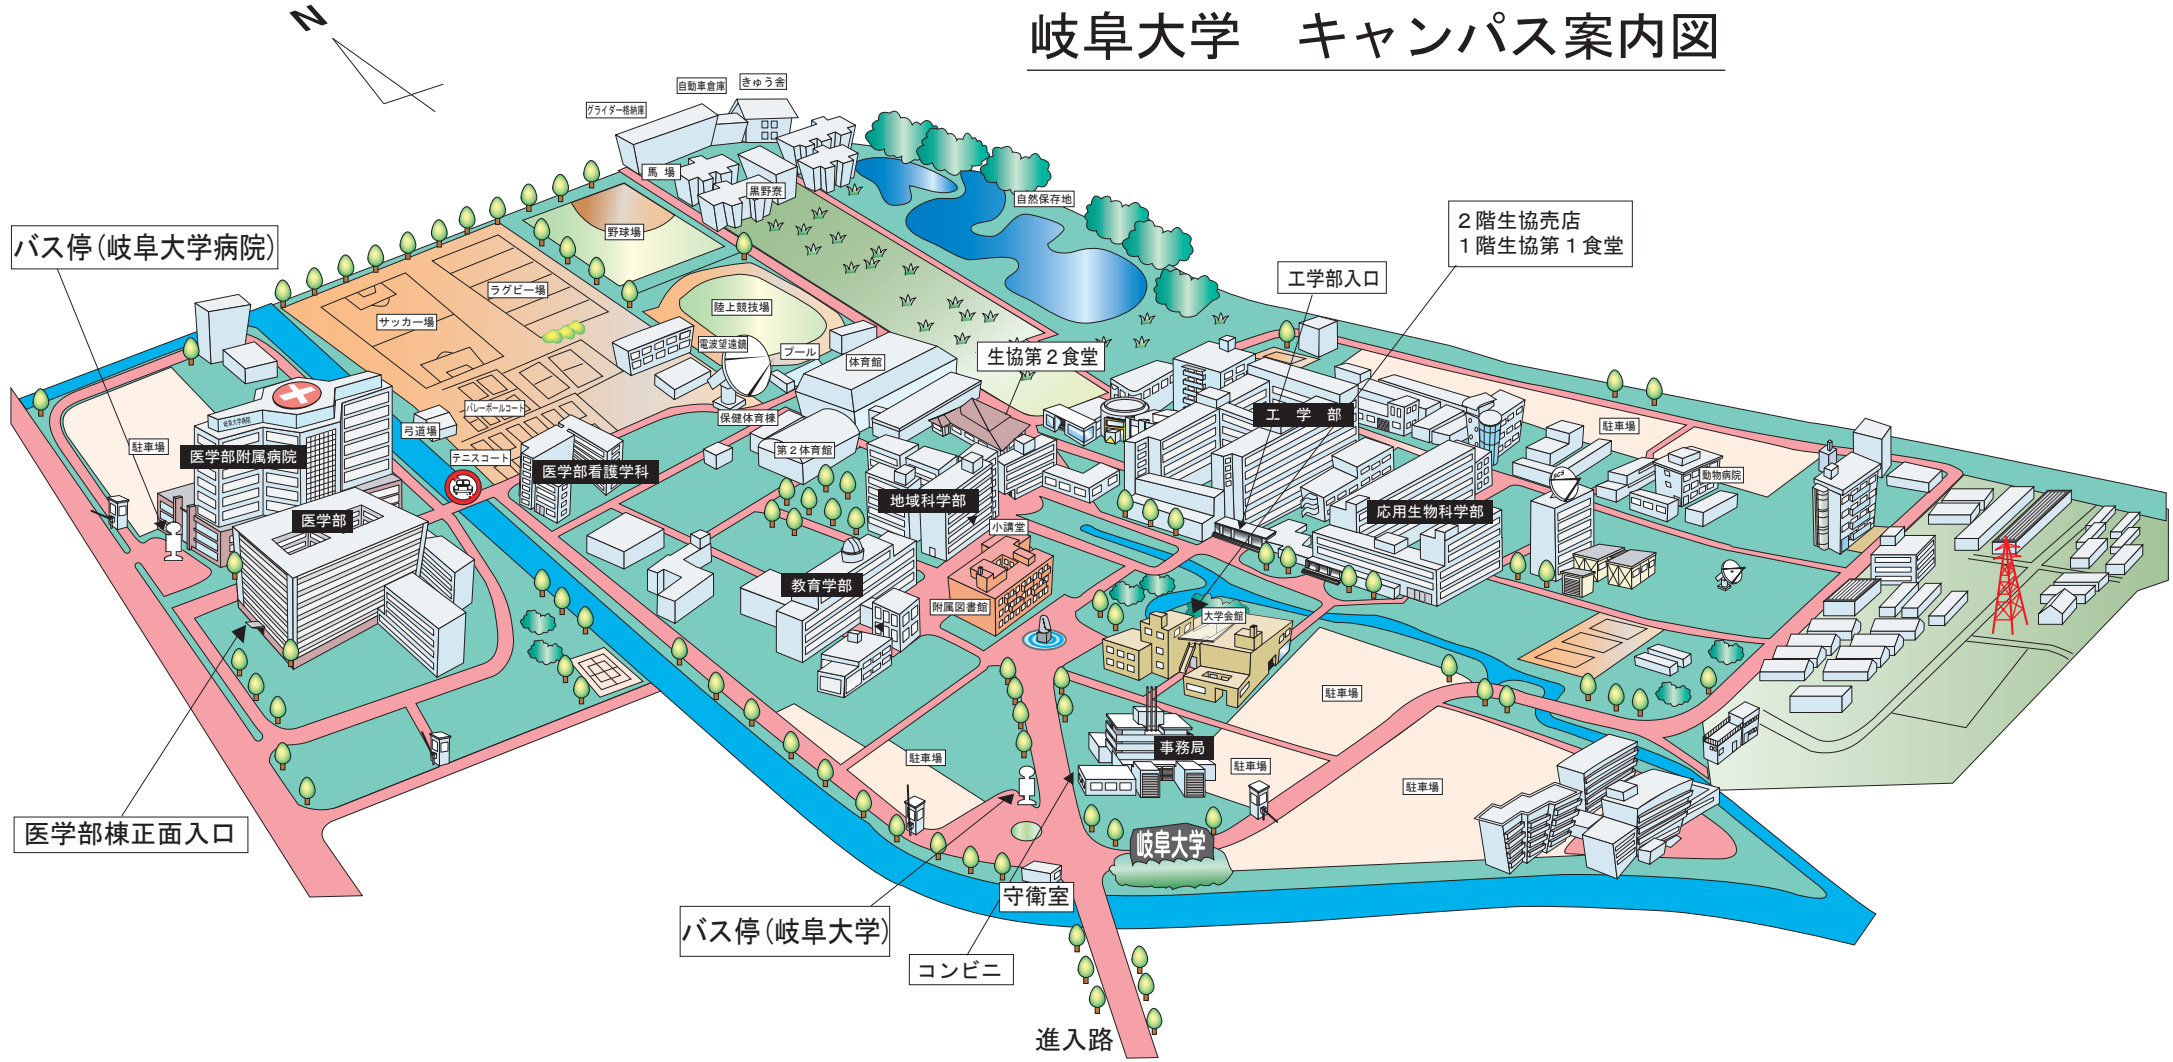 岐阜大学　キャンパス案内図
N
自動車倉庫
きゅう舎
グライダー格納庫
馬 場
黒野寮
自然保存地
野球場
２階生協売店
１階生協第１食堂
バス停(岐阜大学病院)
工学部入口
ラグビー場
陸上競技場
サッカー場
電波望遠鏡
プール
体育館
生協第２食堂
バレーボールコート
保健体育棟
工 学 部
岐阜大学病院
弓道場
駐車場
駐車場
第２体育館
医学部附属病院
テニスコート
医学部看護学科
動物病院
地域科学部
応用生物科学部
医学部
小講堂
教育学部
附属図書館
大学会館
駐車場
事務局
駐車場
駐車場
駐車場
医学部棟正面入口
岐阜大学
守衛室
バス停(岐阜大学)
コンビニ
進入路